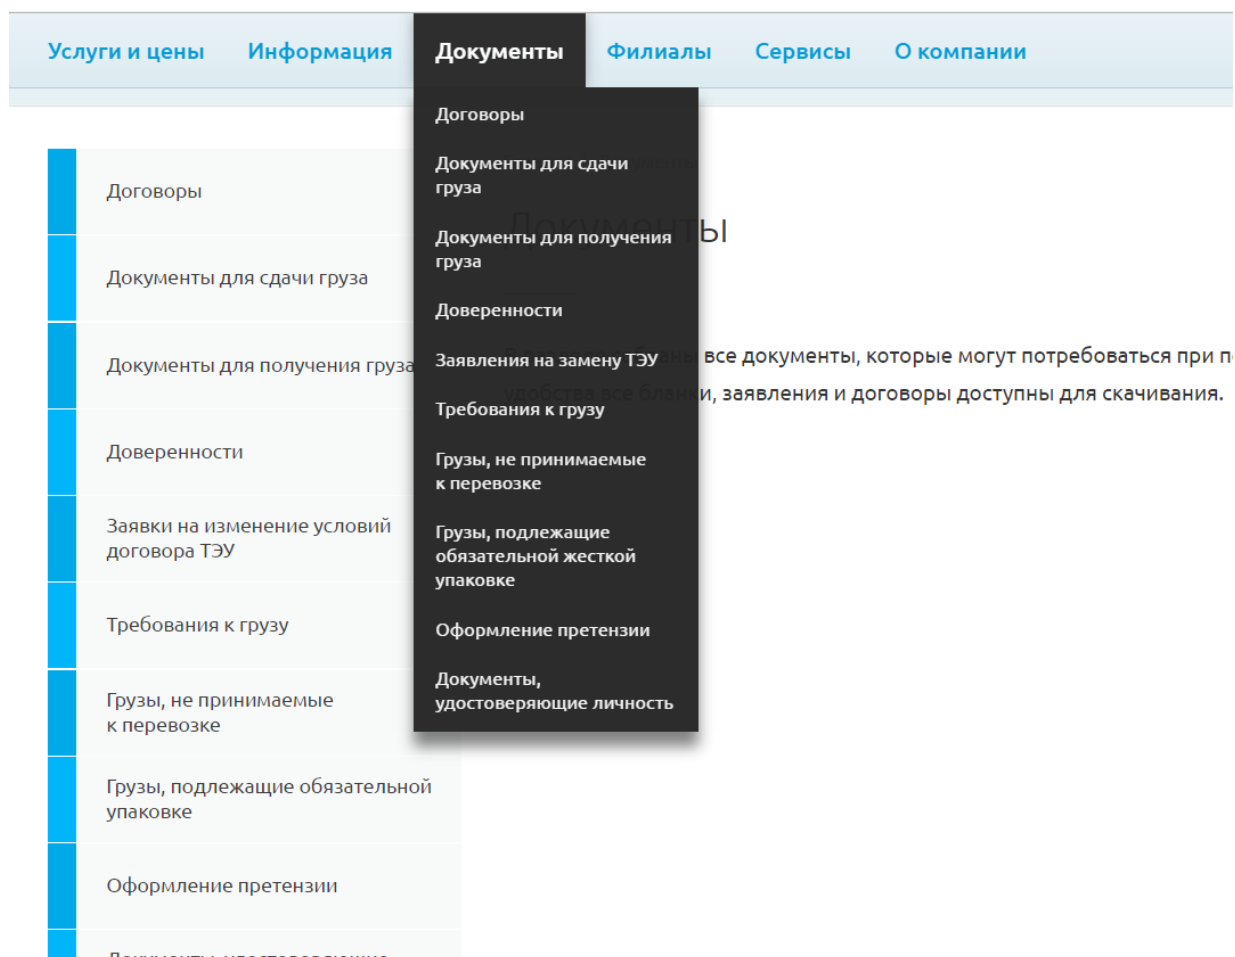 Услуги и цены Информация Документы Филиалы Сервисы О компании
Договоры
Документы для сдачи
груза
Документы для получения
груза
Доверенности
Заявления на замену ТЭУ
Требования к грузу
Грузы, не принимаемые
к перевозке
Грузы, подлежащие
обязательной жесткой
упаковке
Оформление претензии
Документы,
удостоверяющие личность
Договоры
Документы для сдачи груза
Документы для получения груза
Доверенности
Заявки на изменение условий
договора ТЭУ
Требования к грузу
Грузы, не принимаемые
к перевозке
Грузы, подлежащие обязательной
упаковке
Оформление претензии
Документы
все документы, которые могут потребоваться при
удобства все бланки, заявления и договоры доступны для скачивания.